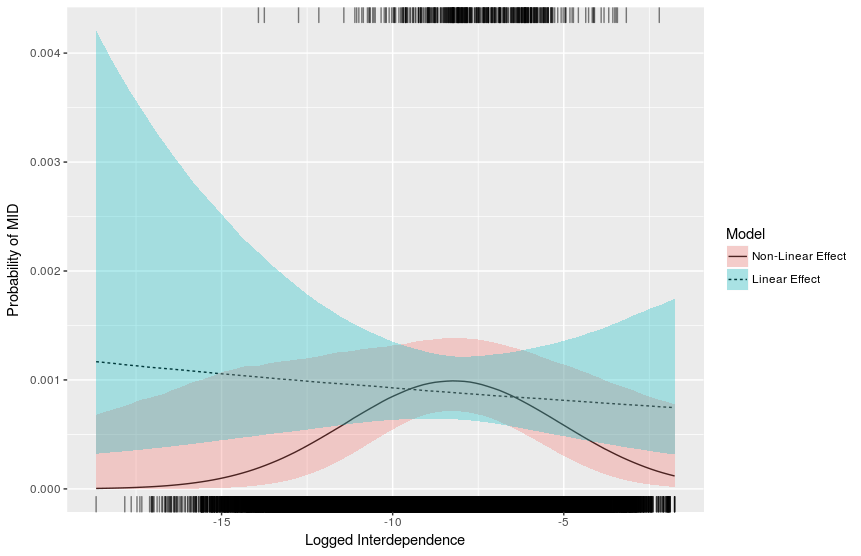 0.004
0.003
0.002
0.001
0.000
Probability of MID
-15
-10
-5
Logged Interdependence
Model
Non-Linear Effect
Linear Effect